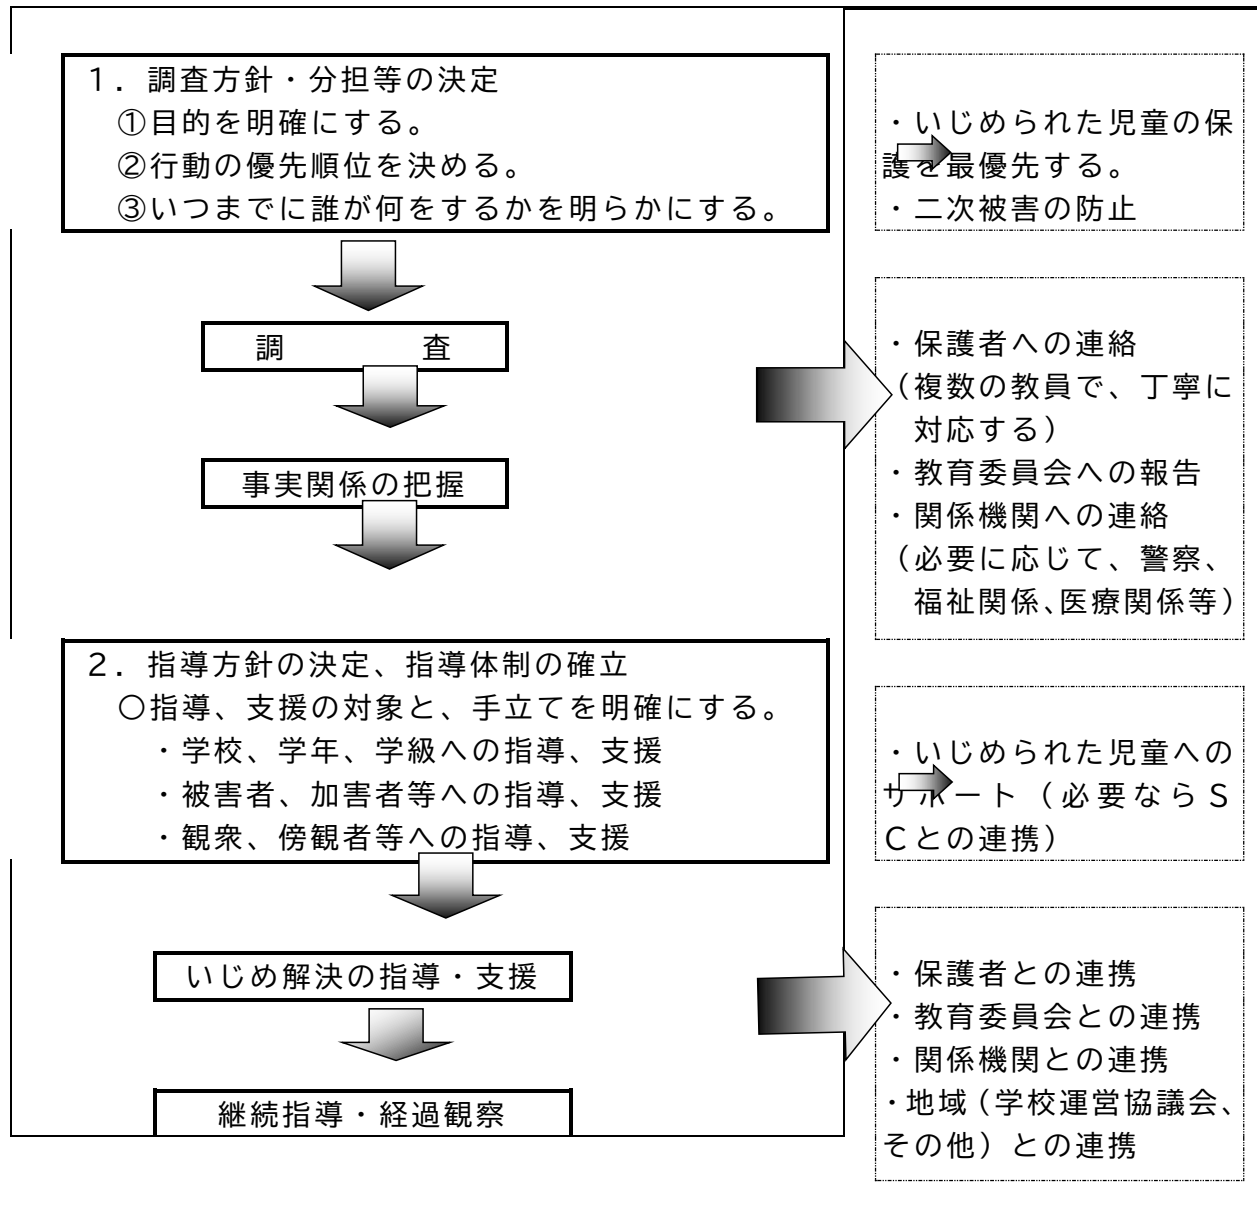 １．調査方針・分担等の決定
①目的を明確にする。
②行動の優先順位を決める。
③いつまでに誰が何をするかを明らかにする。
・いじめられた児童の保
護を最優先する。
・二次被害の防止
調　　　　査
事実関係の把握
・保護者への連絡
（複数の教員で、丁寧に
対応する）
・教育委員会への報告
・関係機関への連絡
（必要に応じて、警察、
福祉関係、医療関係等）
２．指導方針の決定、指導体制の確立
〇指導、支援の対象と、手立てを明確にする。
・学校、学年、学級への指導、支援
・被害者、加害者等への指導、支援
・観衆、傍観者等への指導、支援
・いじめられた児童への
サポート（必要ならＳ
Ｃとの連携）
いじめ解決の指導・支援
継続指導・経過観察
・保護者との連携
・教育委員会との連携
・関係機関との連携
・地域（学校運営協議会、
その他）との連携